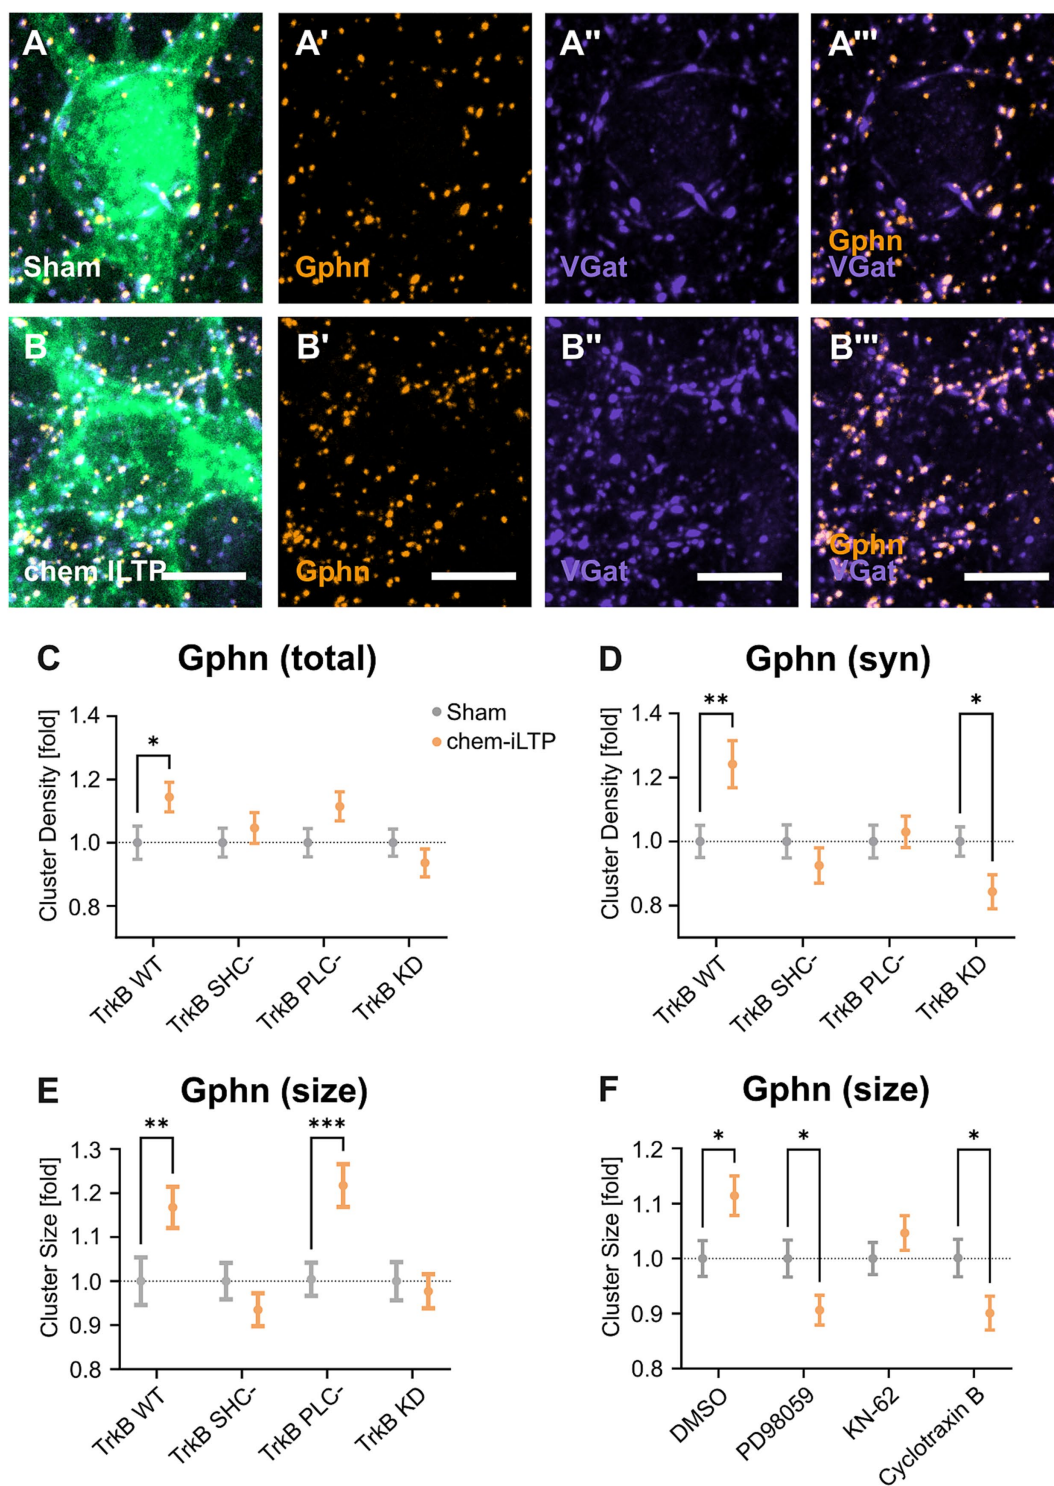 A
A'
A''
A'''
Sham
Gphn
VGat
Gphn
VGat
B
B'
B''
B'''
chem iLTP
Gphn
VGat
Gphn
VGat
C
Gphn (total)
Cluster Density [fold]
1.4
1.2
1.0
0.8
*
Sham
chem-iLTP
TrkB WT
TrkB SHC-
TrkB PLC-
TrkB KD
D
Gphn (syn)
Cluster Density [fold]
1.4
1.2
1.0
0.8
**
*
TrkB WT
TrkB SHC-
TrkB PLC-
TrkB KD
E
Gphn (size)
Cluster Size [fold]
1.3
1.2
1.1
1.0
0.9
0.8
**
***
TrkB WT
TrkB SHC-
TrkB PLC-
TrkB KD
F
Gphn (size)
Cluster Size [fold]
1.2
1.1
1.0
0.9
0.8
*
*
*
DMSO
PD98059
KN-62
Cyclotraxin B